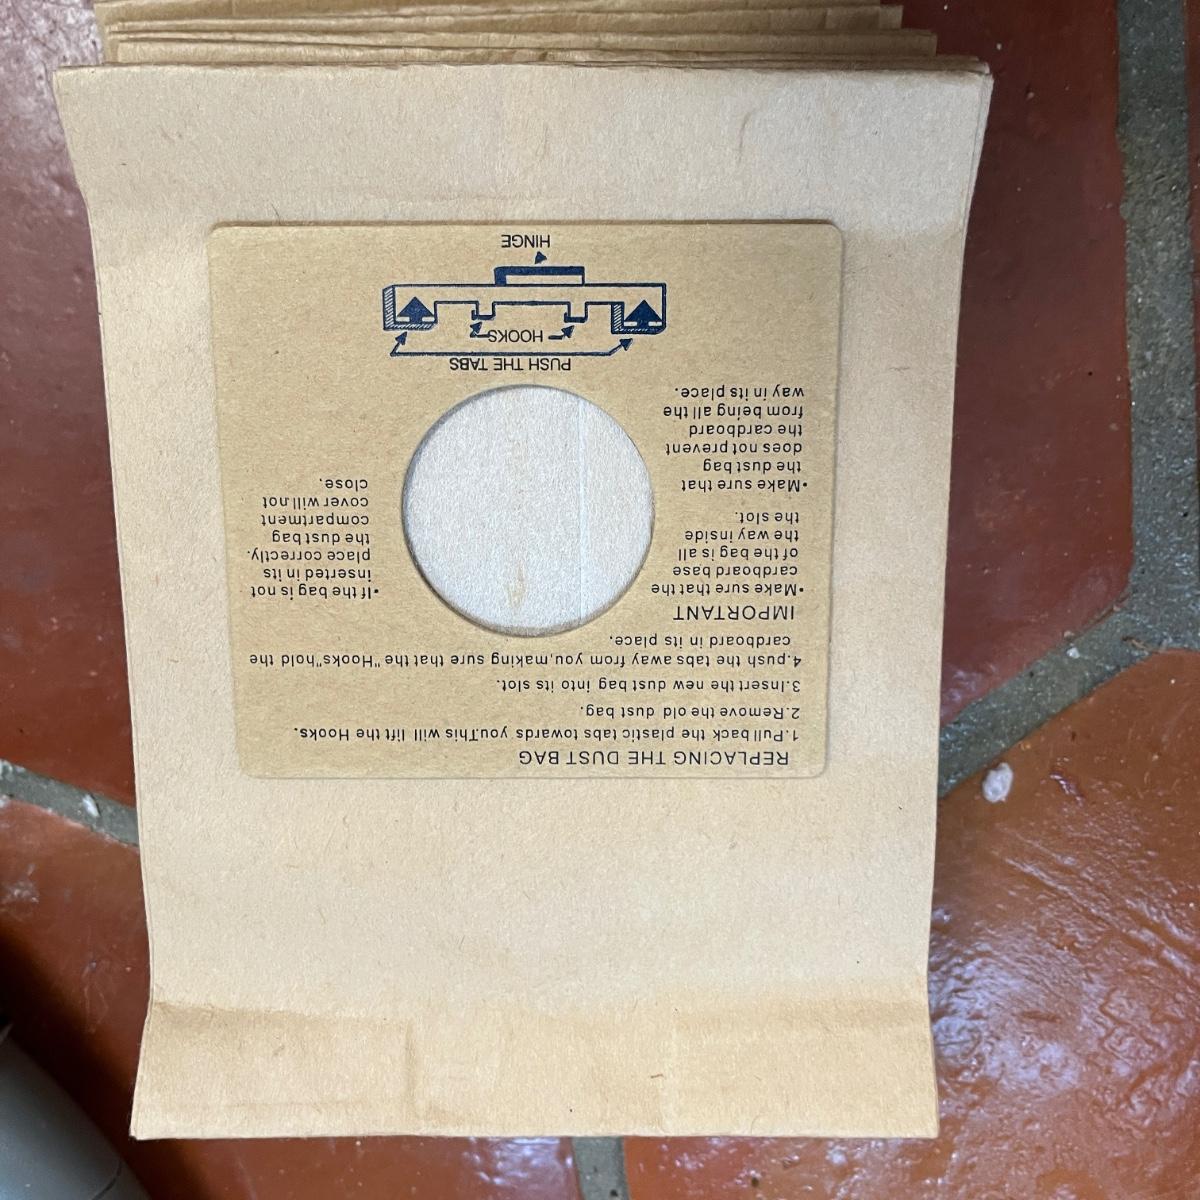 REPLACING THE DUST BAG
1.Pull back the plastic tabs towards you.This will lift the Hooks.
2.Remove the old dust bag.
3.Insert the new dust bag into its slot.
4.push the tabs away from you,making sure that the "Hooks"hold the
cardboard in its place.
IMPORTANT
•Make sure that the
cardboard base
of the bag is all
the way inside
the slot.
•Make sure that
the dust bag
does not prevent
the cardboard
from being all the
way in its place.
•If the bag is not
inserted in its
place correctly.
the dust bag
compartment
cover will not
close.
PUSH THE TABS
HOOKS
HINGE